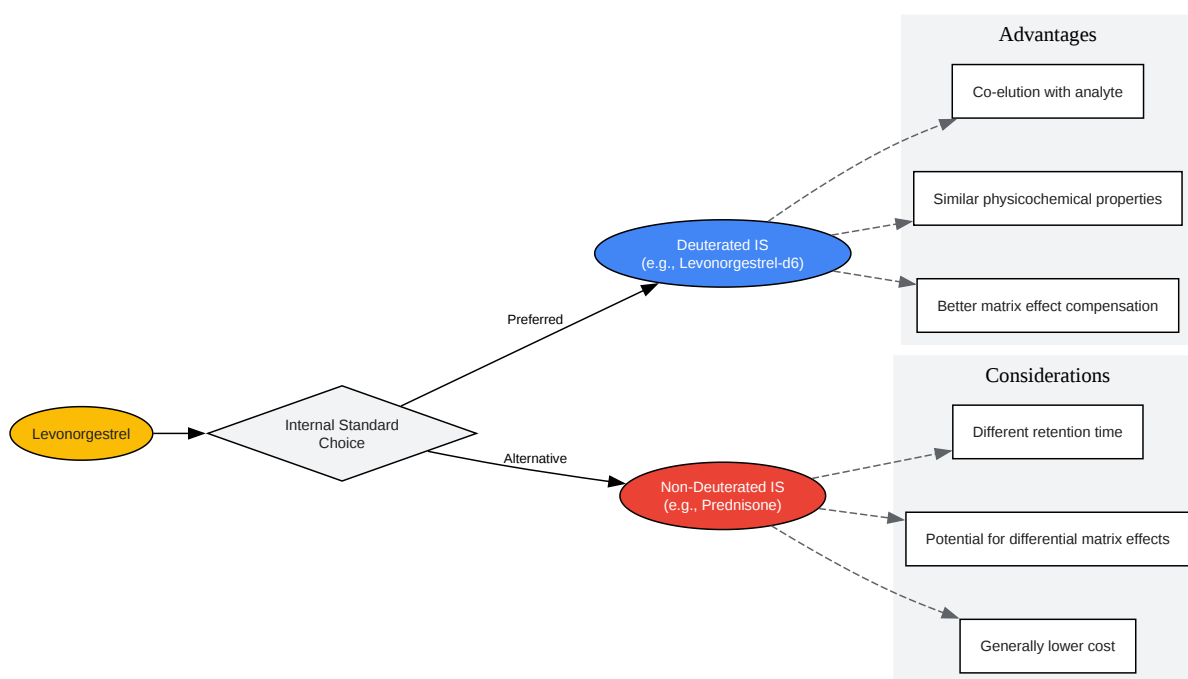 Advantages
Co-elution with analyte
Similar physicochemical properties
Deuterated IS
(e.g., Levonorgestrel-d6)
Better matrix effect compensation
Preferred
Considerations
Levonorgestrel
Internal Standard
Choice
Different retention time
Alternative
Non-Deuterated IS
(e.g., Prednisone)
Potential for differential matrix effects
Generally lower cost